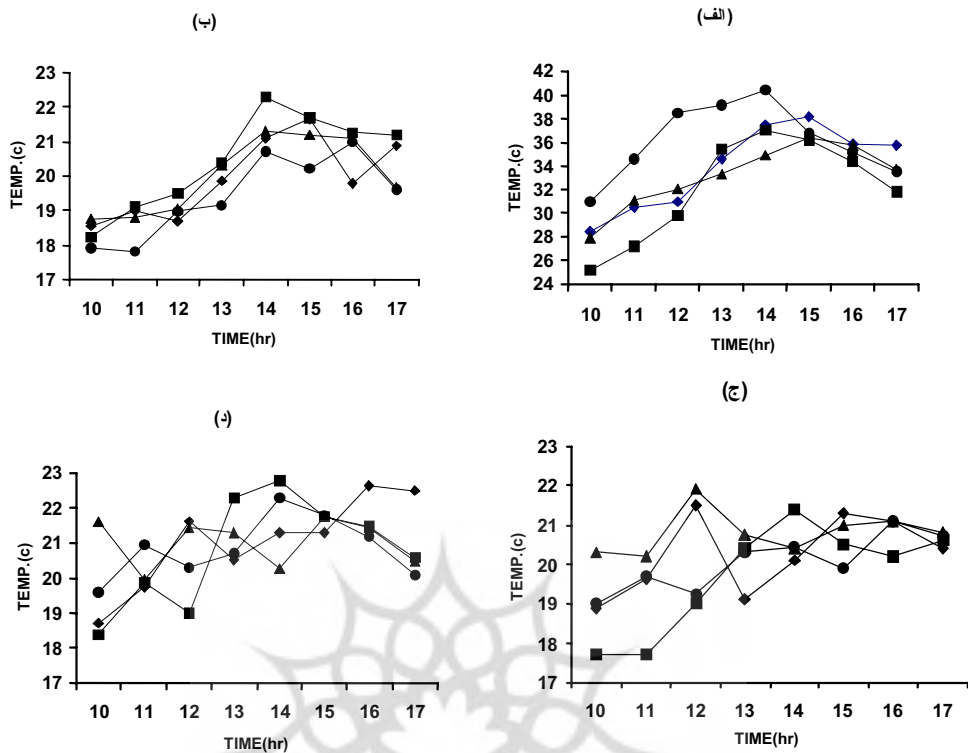 (الف)
TEMP.(c)
42
40
38
36
34
32
30
28
26
24
10 11 12 13 14 15 16 17
TIME(hr)
(ب)
TEMP.(c)
23
22
21
20
19
18
17
10 11 12 13 14 15 16 17
TIME(hr)
(ج)
TEMP.(c)
23
22
21
20
19
18
17
10 11 12 13 14 15 16 17
TIME(hr)
(د)
TEMP.(c)
23
22
21
20
19
18
17
10 11 12 13 14 15 16 17
TIME(hr)